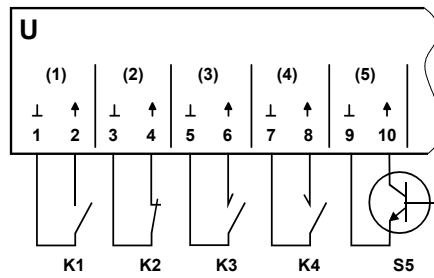 U
(1) (2) (3) (4) (5)
⊥ ↑ ⊥ ↑ ⊥ ↑ ⊥ ↑ ⊥ ↑
1 2 3 4 5 6 7 8 9 10
K1 K2 K3 K4 S5